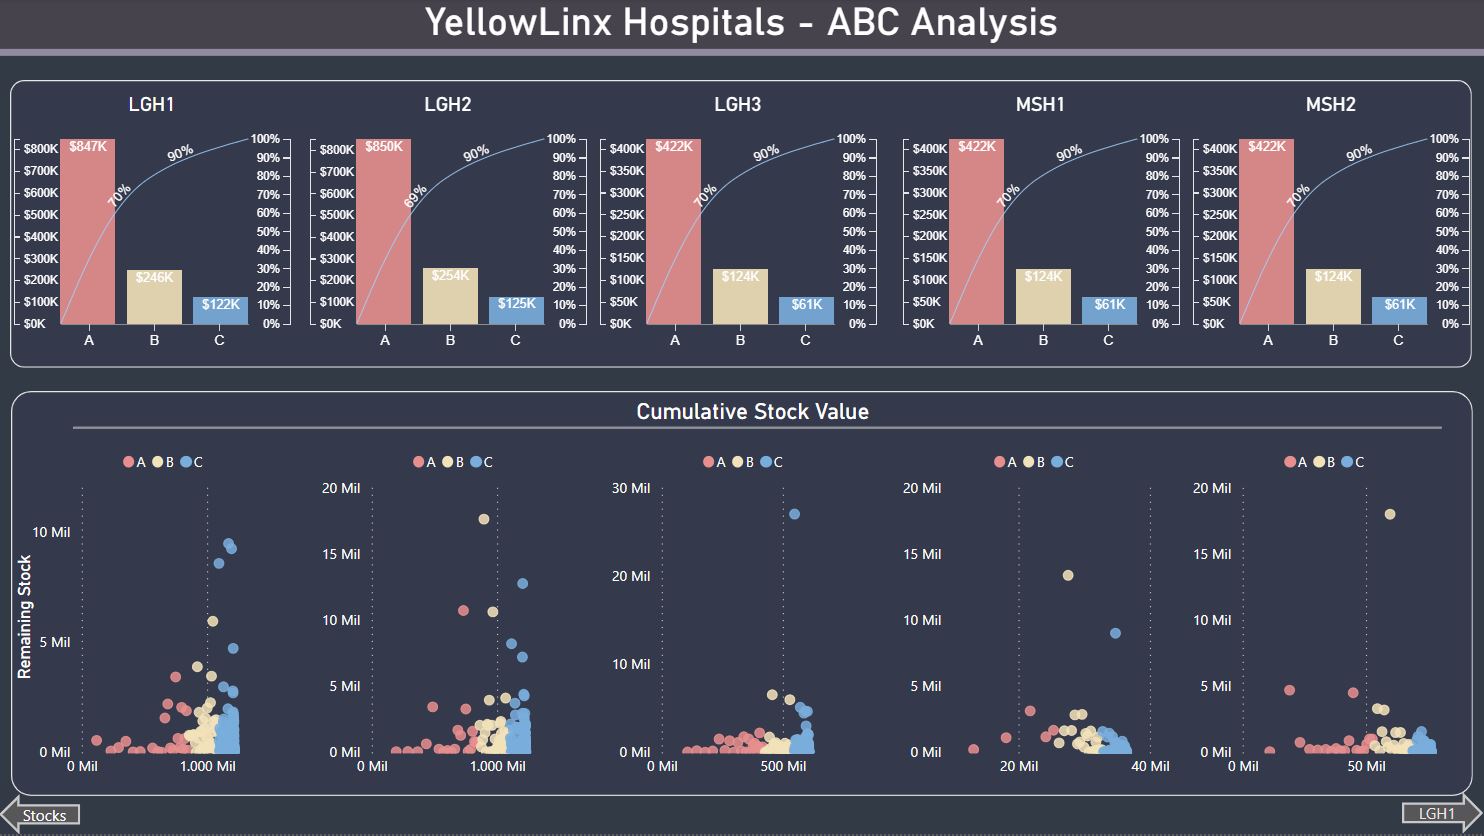 YellowLinx Hospitals - ABC Analysis
LGH1
$800K
$700K
$600K
$500K
$400K
$300K
$200K
$100K
$0K
$847K
$246K
$122K
70%
90%
100%
90%
80%
70%
60%
50%
40%
30%
20%
10%
0%
A B C
LGH2
$800K
$700K
$600K
$500K
$400K
$300K
$200K
$100K
$0K
$850K
$254K
$125K
69%
90%
100%
90%
80%
70%
60%
50%
40%
30%
20%
10%
0%
A B C
LGH3
$400K
$350K
$300K
$250K
$200K
$150K
$100K
$50K
$0K
$422K
$124K
$61K
70%
90%
100%
90%
80%
70%
60%
50%
40%
30%
20%
10%
0%
A B C
MSH1
$400K
$350K
$300K
$250K
$200K
$150K
$100K
$50K
$0K
$422K
$124K
$61K
70%
90%
100%
90%
80%
70%
60%
50%
40%
30%
20%
10%
0%
A B C
MSH2
$400K
$350K
$300K
$250K
$200K
$150K
$100K
$50K
$0K
$422K
$124K
$61K
70%
90%
100%
90%
80%
70%
60%
50%
40%
30%
20%
10%
0%
A B C
Cumulative Stock Value
Remaining Stock
A B C
10 Mil
5 Mil
0 Mil
0 Mil 1.000 Mil
A B C
20 Mil
15 Mil
10 Mil
5 Mil
0 Mil
0 Mil 1.000 Mil
A B C
30 Mil
20 Mil
10 Mil
0 Mil
0 Mil 500 Mil
A B C
20 Mil
15 Mil
10 Mil
5 Mil
0 Mil
20 Mil 40 Mil
A B C
20 Mil
15 Mil
10 Mil
5 Mil
0 Mil
0 Mil 50 Mil
Stocks
LGH1